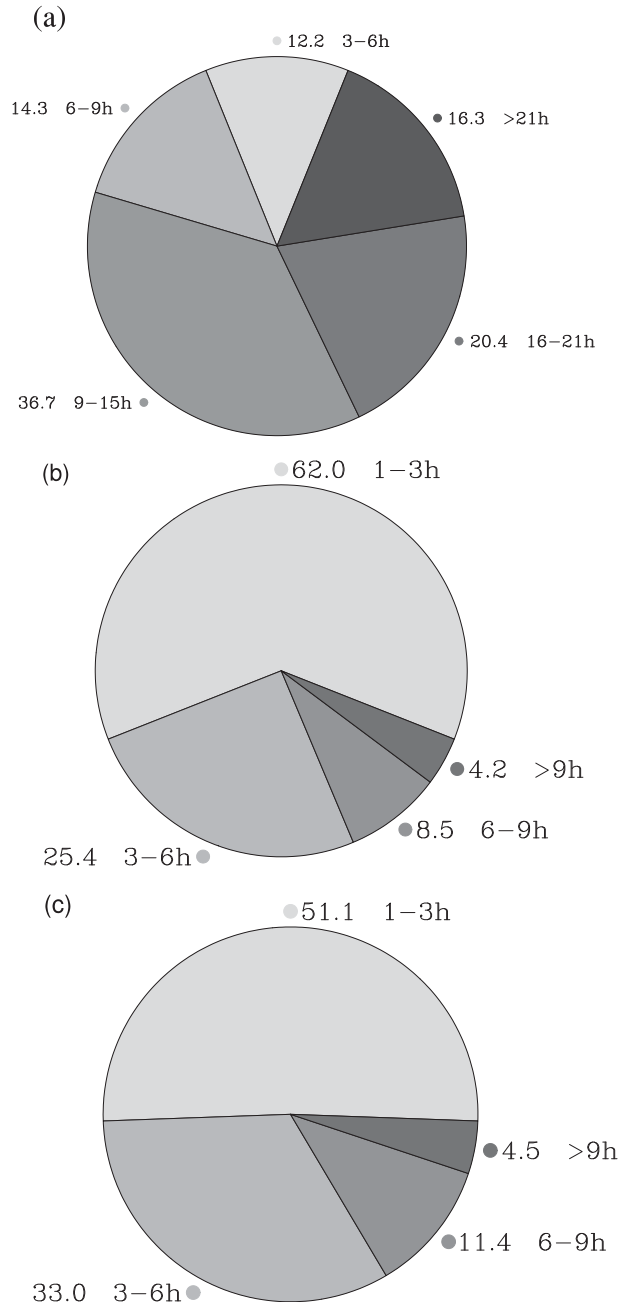 (a)
12.2 3−6h
14.3 6−9h
16.3 >21h
20.4 16−21h
36.7 9−15h
(b)
62.0 1−3h
4.2 >9h
8.5 6−9h
25.4 3−6h
(c)
51.1 1−3h
4.5 >9h
11.4 6−9h
33.0 3−6h